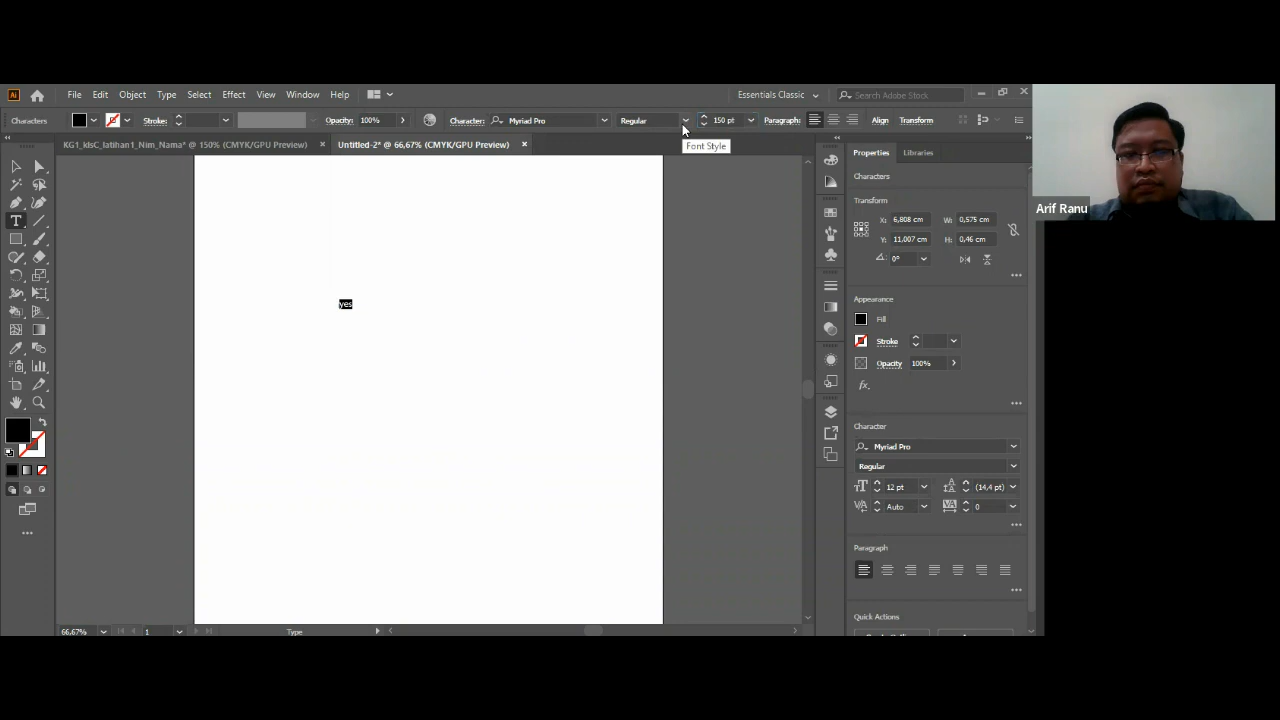 Ai File Edit Object Type Select Effect View Window Help Essentials Classic Search Adobe Stock
Characters Stroke: Opacity: 100% Character: Myriad Pro Regular 150 pt Paragraph: Align Transform
Font Style
KG1_klsC_latihan1_Nim_Nama* @ 150% (CMYK/GPU Preview) Untitled-2* @ 66,67% (CMYK/GPU Preview)
Properties Libraries
Characters
Transform
X: 6,808 cm W: 0,575 cm
Y: 11,007 cm H: 0,46 cm
0°
Arif Ranu
yes
Appearance
Fill
Stroke
Opacity 100%
fx.
Character
Myriad Pro
Regular
12 pt (14,4 pt)
Auto 0
Paragraph
Quick Actions
66,67% 1 Type